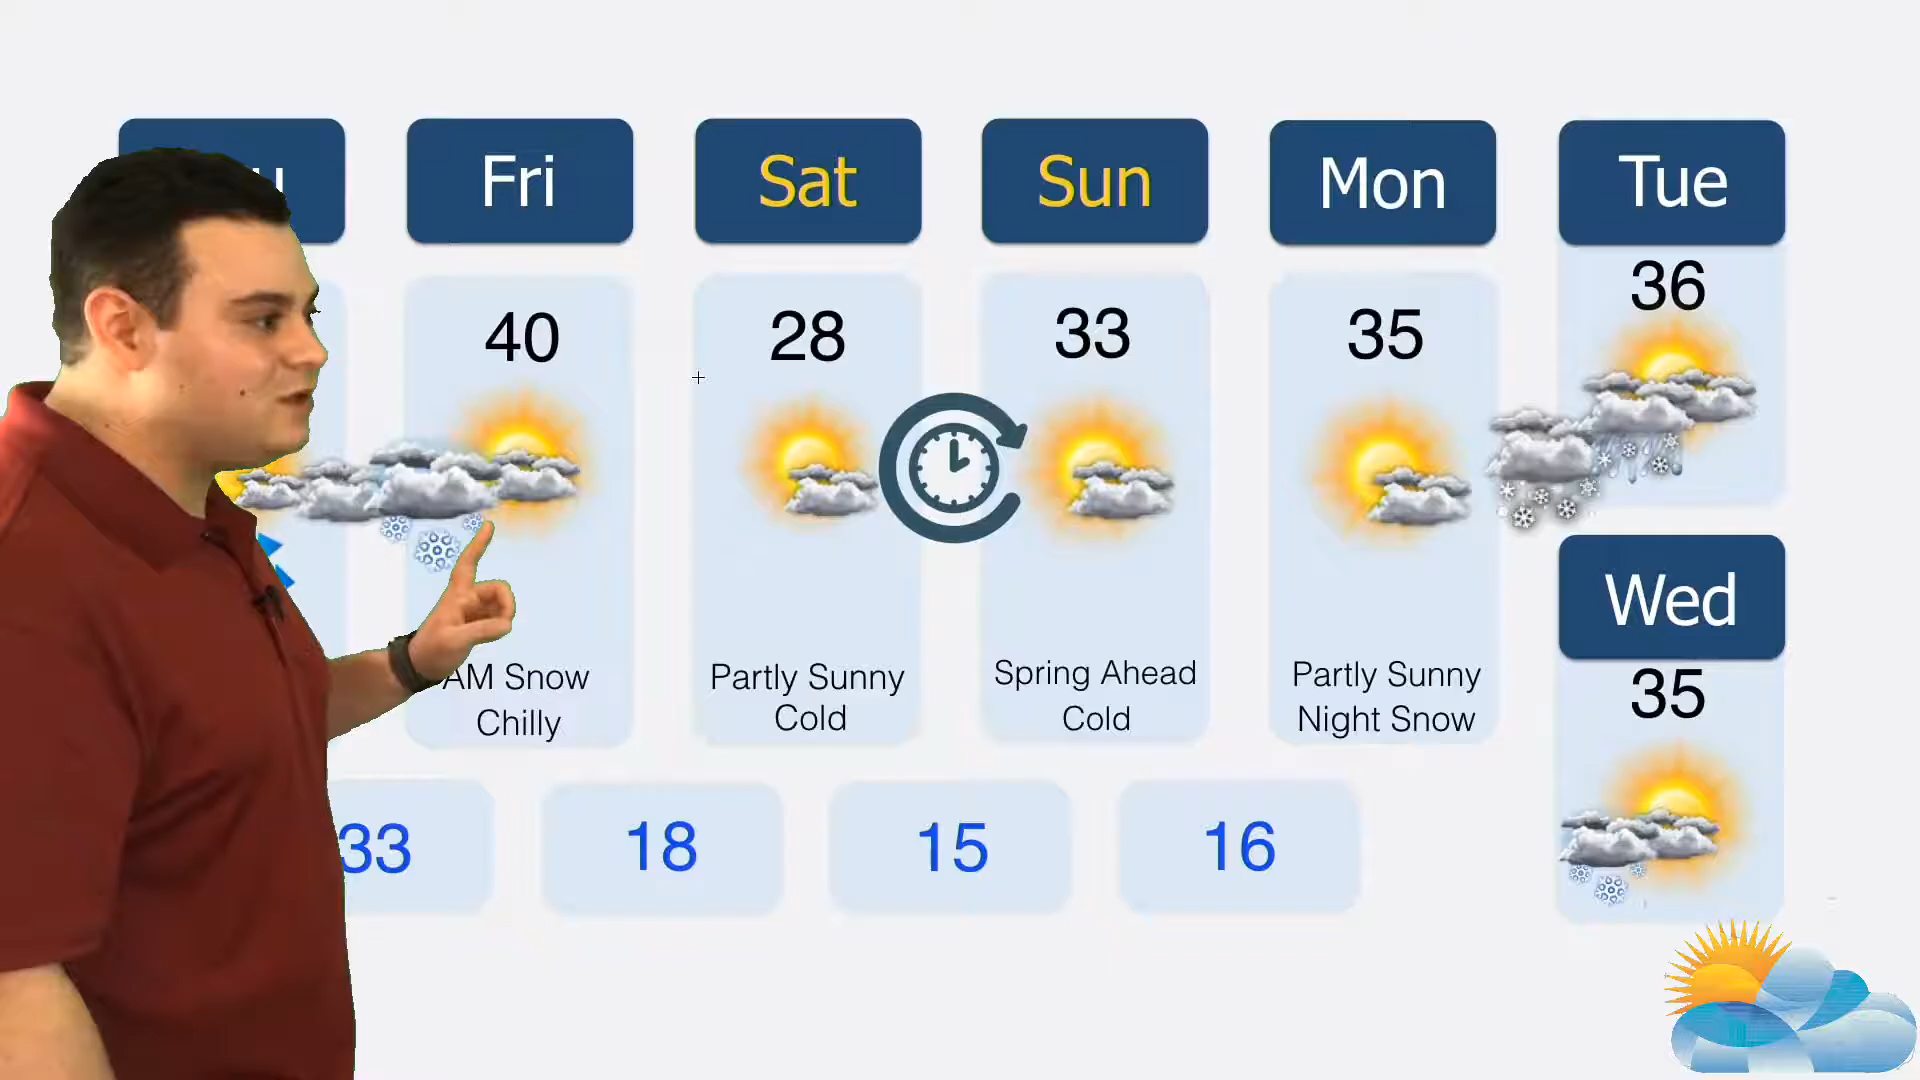 Fri
Sat
Sun
Mon
Tue
40
28
33
35
36
AM Snow
Chilly
Partly Sunny
Cold
Spring Ahead
Cold
Partly Sunny
Night Snow
Wed
35
33
18
15
16